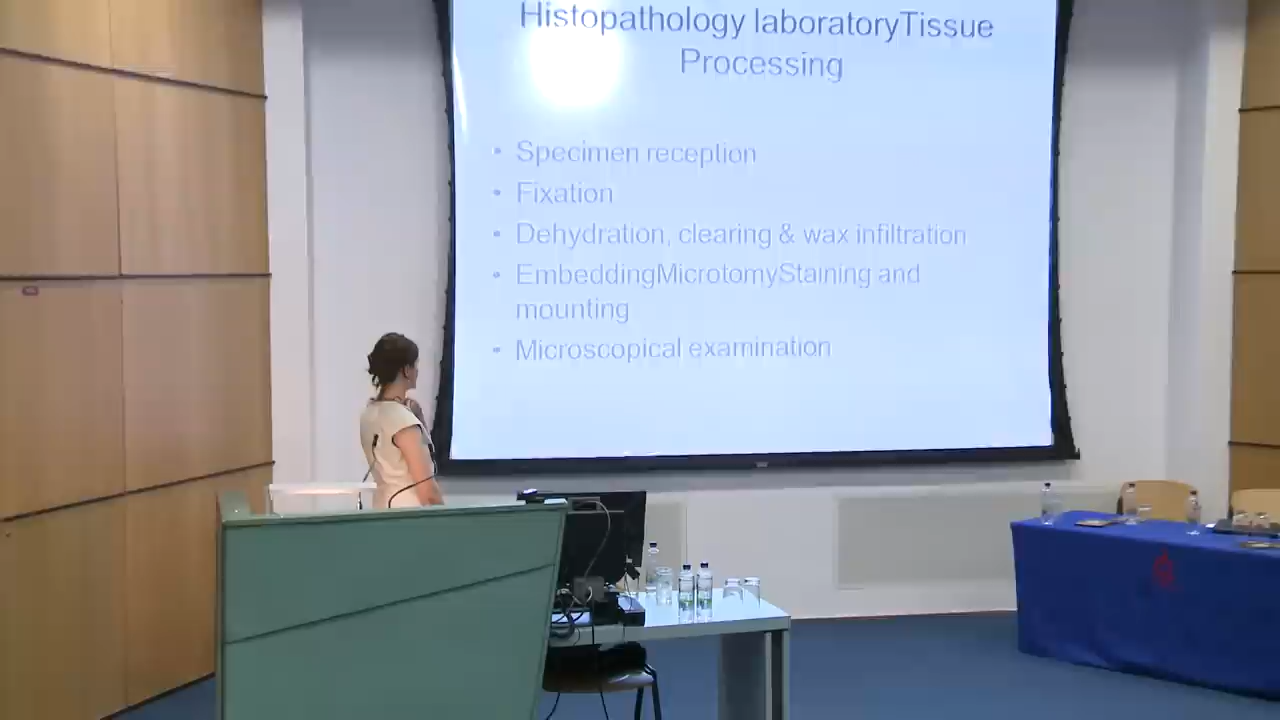 Histopathology laboratoryTissue
Processing
• Specimen reception
• Fixation
• Dehydration, clearing & wax infiltration
• EmbeddingMicrotomyStaining and
mounting
• Microscopical examination